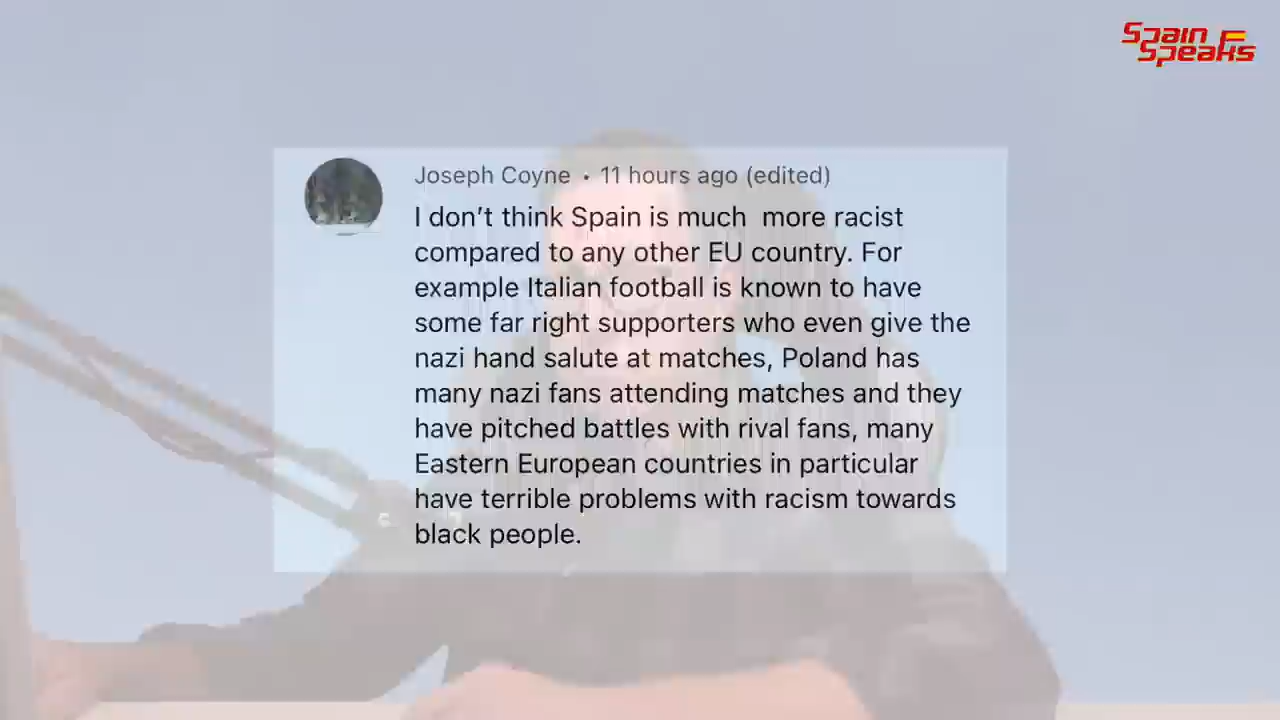 Spain
Speaks
Joseph Coyne • 11 hours ago (edited)
I don’t think Spain is much  more racist
compared to any other EU country. For
example Italian football is known to have
some far right supporters who even give the
nazi hand salute at matches, Poland has
many nazi fans attending matches and they
have pitched battles with rival fans, many
Eastern European countries in particular
have terrible problems with racism towards
black people.